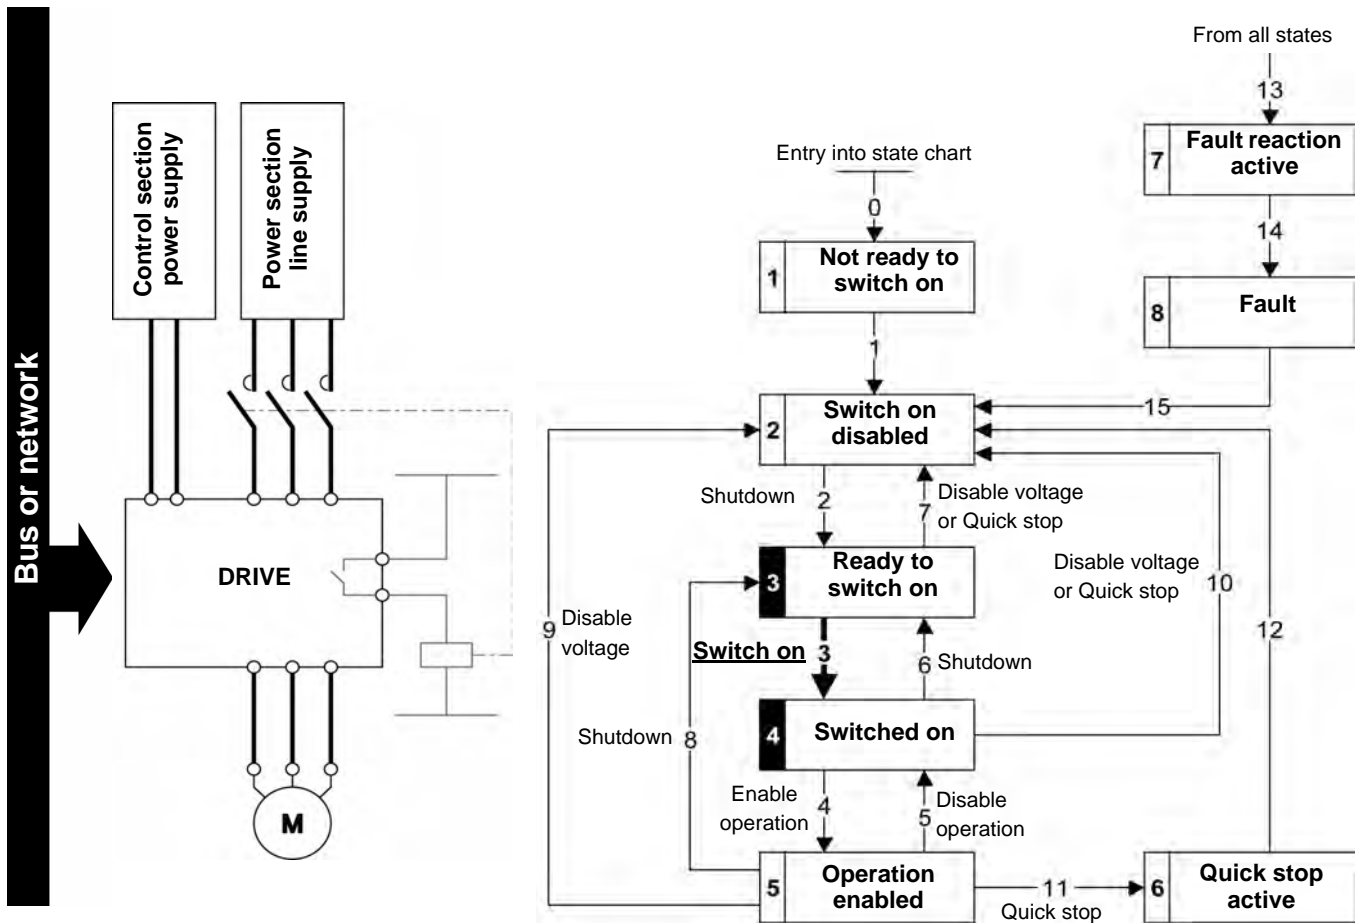 Bus or network
Control section
power supply
Power section
line supply
DRIVE
M
From all states
13
7
Fault reaction
active
14
8
Fault
15
Entry into state chart
0
1
Not ready to
switch on
1
2
Switch on
disabled
Shutdown
2
7
Disable voltage
or Quick stop
3
Ready to
switch on
Disable voltage
or Quick stop
10
12
9
Disable
voltage
Switch on
3
6
Shutdown
4
Switched on
Shutdown
8
Enable
operation
4
5
Disable
operation
5
Operation
enabled
11
Quick stop
6
Quick stop
active